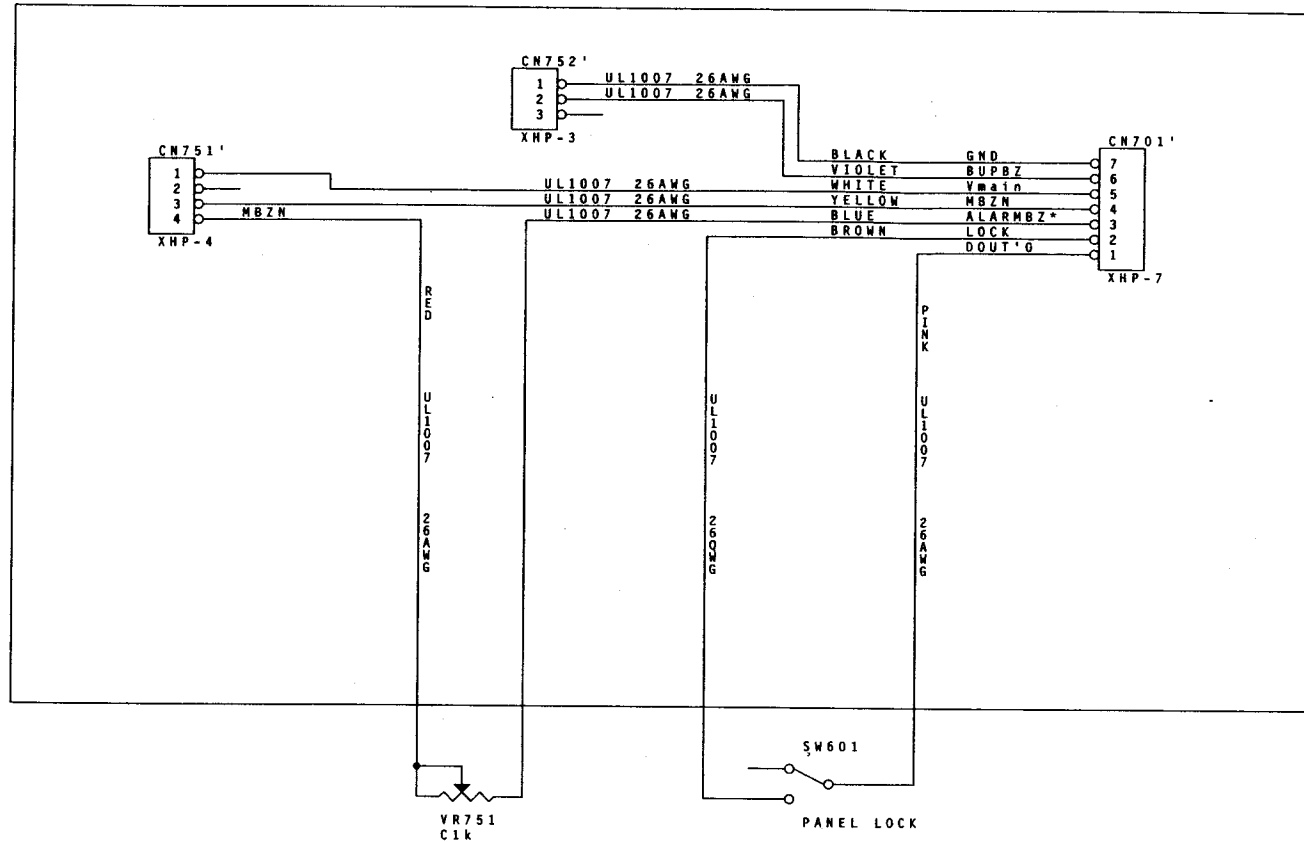 CN752'
1 UL1007 26AWG
2 UL1007 26AWG
3
XHP-3
CN751'
1
2
3
4 MBZN
XHP-4
CN701'
BLACK GND 7
VIOLET BUPBZ 6
UL1007 26AWG WHITE Vmain 5
UL1007 26AWG YELLOW MBZN 4
UL1007 26AWG BLUE ALARMBZ* 3
BROWN LOCK 2
DOUT'0 1
XHP-7
RED UL1007 26AWG
UL1007 26QWG
PINK UL1007 26AWG
SW601
PANEL LOCK
VR751
C1k